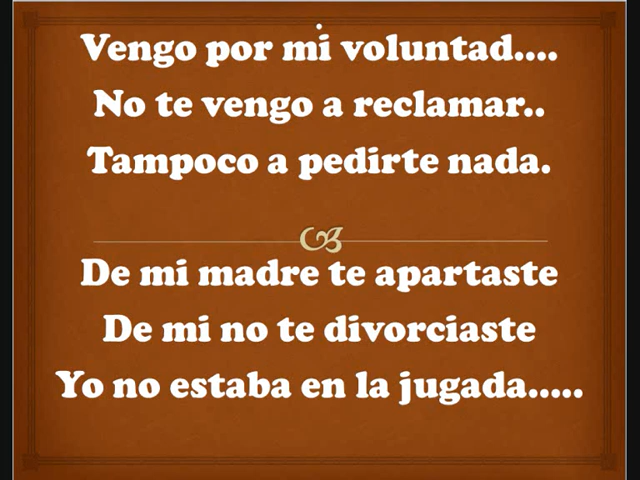 Vengo por mi voluntad....
No te vengo a reclamar..
Tampoco a pedirte nada.
De mi madre te apartaste
De mi no te divorciaste
Yo no estaba en la jugada.....